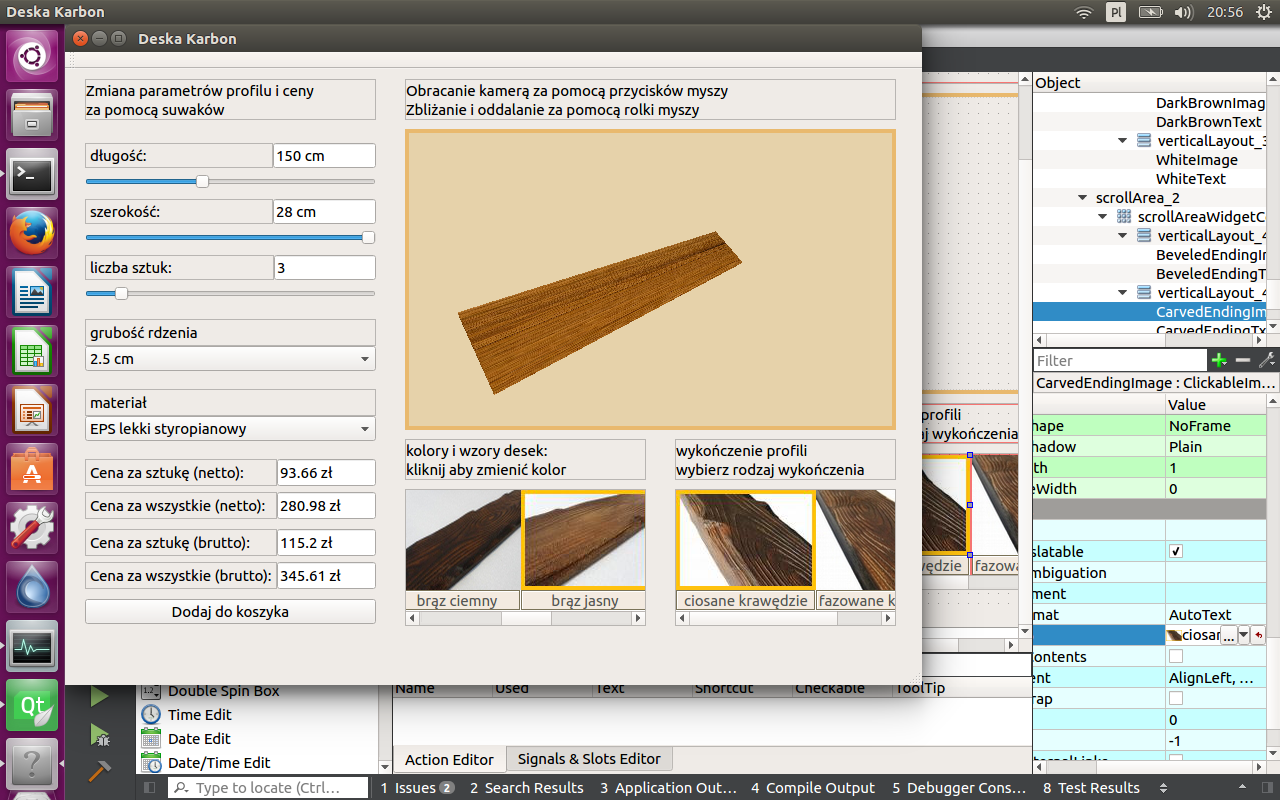 Deska Karbon
Pl
20:56
Deska Karbon
Zmiana parametrów profilu i ceny
za pomocą suwaków
długość:
150 cm
szerokość:
28 cm
liczba sztuk:
3
grubość rdzenia
2.5 cm
materiał
EPS lekki styropianowy
Cena za sztukę (netto):
93.66 zł
Cena za wszystkie (netto):
280.98 zł
Cena za sztukę (brutto):
115.2 zł
Cena za wszystkie (brutto):
345.61 zł
Dodaj do koszyka
Obracanie kamerą za pomocą przycisków myszy
Zbliżanie i oddalanie za pomocą rolki myszy
kolory i wzory desek:
kliknij aby zmienić kolor
brąz ciemny
brąz jasny
wykończenie profili
wybierz rodzaj wykończenia
ciosane krawędzie
fazowane k
profili
aj wykończenia
wędzie
fazowa
Object
DarkBrownImag
DarkBrownText
verticalLayout_3
WhiteImage
WhiteText
scrollArea_2
scrollAreaWidgetC
verticalLayout_4
BeveledEndingIr
BeveledEndingT
verticalLayout_4
CarvedEndingIm
CarvedEndingTx
Filter
CarvedEndingImage : ClickableIm...
Value
hape
NoFrame
hadow
Plain
th
1
eWidth
0
slatable
mbiguation
ment
mat
AutoText
ciosar
...
ontents
ent
AlignLeft, ...
rap
0
-1
Double Spin Box
Time Edit
Date Edit
Date/Time Edit
Name
Used
Text
Shortcut
Checkable
ToolTip
Action Editor
Signals & Slots Editor
Qt
Type to locate (Ctrl...
1 Issues 2
2 Search Results
3 Application Out...
4 Compile Output
5 Debugger Cons...
8 Test Results